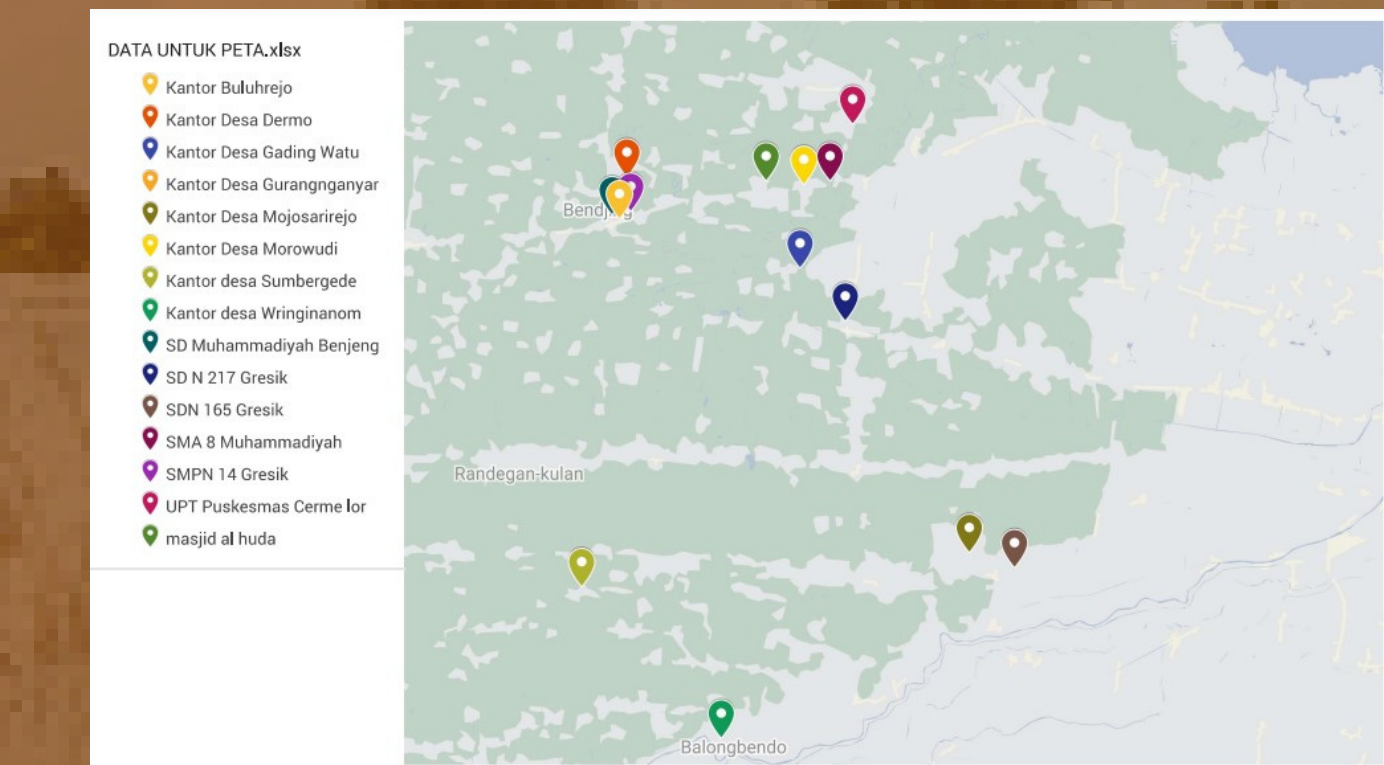 DATA UNTUK PETA.xlsx
Kantor Buluhrejo
Kantor Desa Dermo
Kantor Desa Gading Watu
Kantor Desa Gurangnganyar
Kantor Desa Mojosarirejo
Kantor Desa Morowudi
Kantor desa Sumbergede
Kantor desa Wringinanom
SD Muhammadiyah Benjeng
SD N 217 Gresik
SDN 165 Gresik
SMA 8 Muhammadiyah
SMPN 14 Gresik
UPT Puskesmas Cerme lor
masjid al huda
Randegan-kulan
Balongbendo